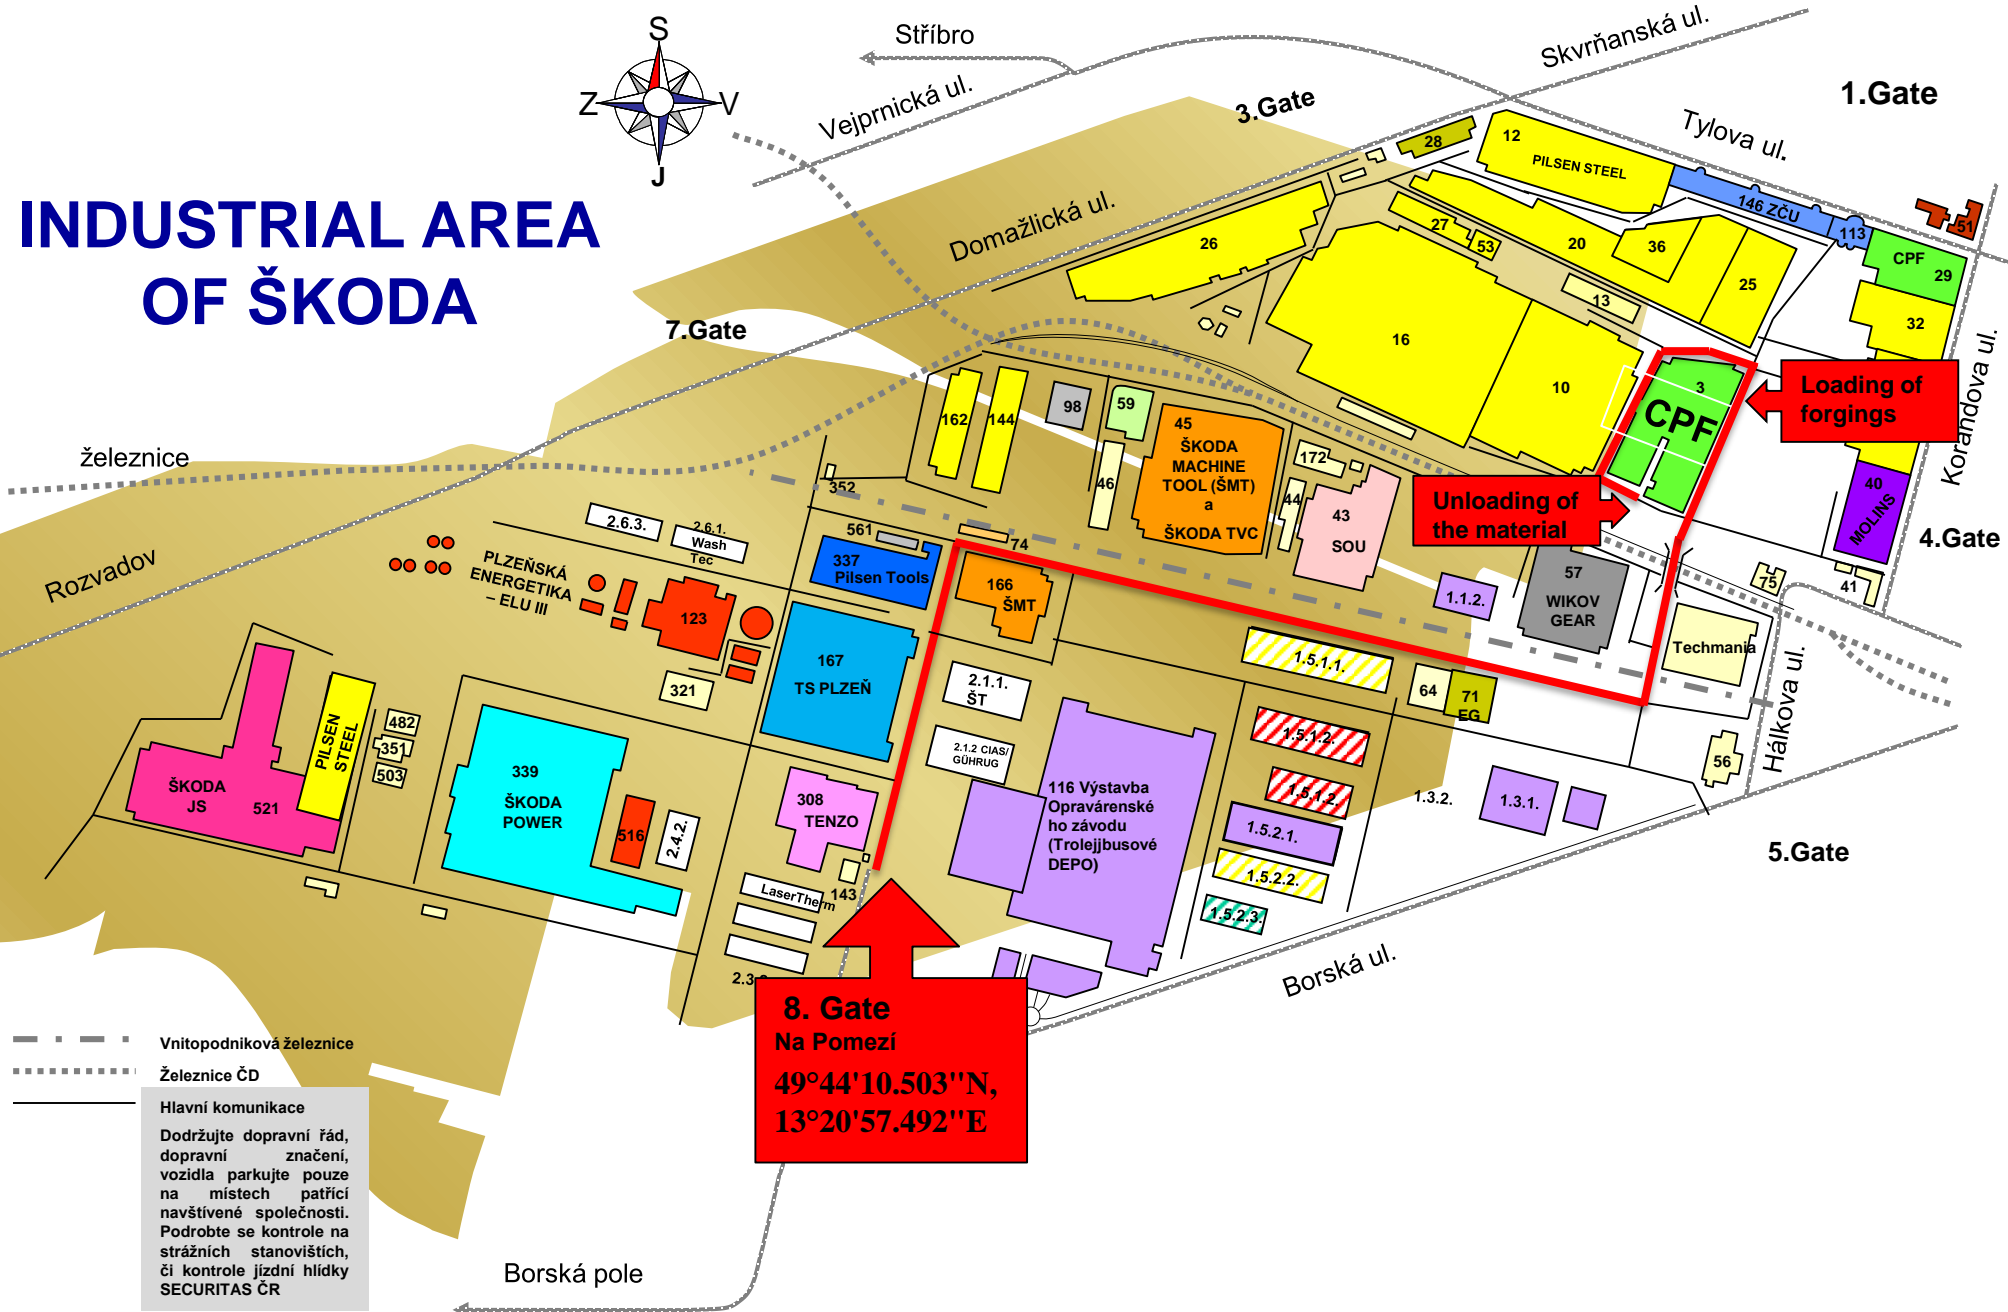 S
Z
V
J
Stříbro
Skvrňanská ul.
1.Gate
Vejprnická ul.
3.Gate
Tylova ul.
INDUSTRIAL AREA
OF ŠKODA
Domažlická ul.
7.Gate
železnice
Rozvadov
28
12
PILSEN STEEL
146 ZČU
113
51
CPF
29
32
26
27
53
20
36
25
13
16
10
3
CPF
Loading of
forgings
Korandova ul.
40
MOLINS
4.Gate
41
75
Unloading of
the material
162
144
98
59
45
ŠKODA
MACHINE
TOOL (ŠMT)
a
ŠKODA TVC
46
172
44
43
SOU
352
561
74
337
Pilsen Tools
2.6.3.
2.6.1.
Wash
Tec
PLZEŇSKÁ
ENERGETIKA
– ELU III
123
166
ŠMT
1.1.2.
57
WIKOV
GEAR
Techmania
Hálkova ul.
167
TS PLZEŇ
321
2.1.1.
ŠT
2.1.2 CIAS/
GÜHRUG
1.5.1.1.
64
71
EG
56
1.5.1.2.
1.5.1.2.
1.3.2.
1.3.1.
1.5.2.1.
1.5.2.2.
1.5.2.3.
5.Gate
Borská ul.
116 Výstavba
Opravárenské
ho závodu
(Trolejjbusové
DEPO)
ŠKODA
JS
521
PILSEN
STEEL
482
351
503
339
ŠKODA
POWER
516
2.4.2.
308
TENZO
143
LaserTherm
8. Gate
Na Pomezí
49°44'10.503''N,
13°20'57.492''E
Vnitopodniková železnice
Železnice ČD
Hlavní komunikace
Dodržujte dopravní řád,
dopravní značení,
vozidla parkujte pouze
na místech patřící
navštívené společnosti.
Podrobte se kontrole na
strážních stanovištích,
či kontrole jízdní hlídky
SECURITAS ČR
Borská pole